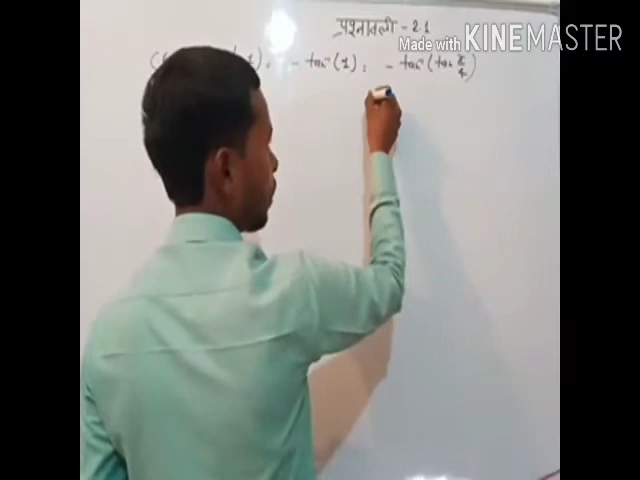 प्रश्नावली - 2.1
Made with KINEMASTER
= - tan⁻¹(1) = - tan⁻¹(tan π/4)